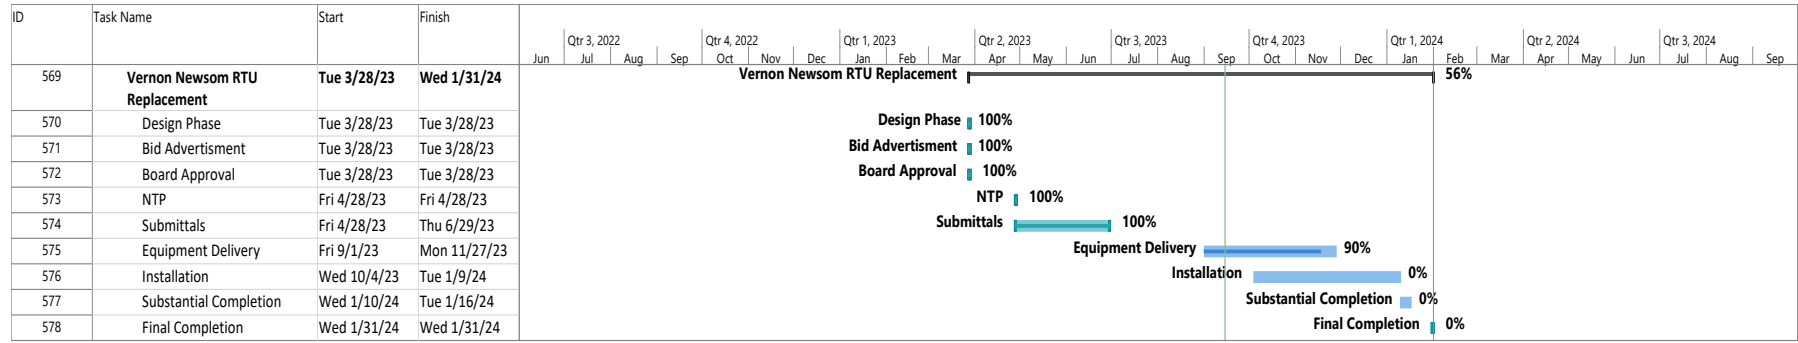 ID Task Name Start Finish
Qtr 3, 2022 Qtr 4, 2022 Qtr 1, 2023 Qtr 2, 2023 Qtr 3, 2023 Qtr 4, 2023 Qtr 1, 2024 Qtr 2, 2024 Qtr 3, 2024
Jun Jul Aug Sep Oct Nov Dec Jan Feb Mar Apr May Jun Jul Aug Sep Oct Nov Dec Jan Feb Mar Apr May Jun Jul Aug Sep
569 Vernon Newsom RTU Tue 3/28/23 Wed 1/31/24 Vernon Newsom RTU Replacement 56%
Replacement
570 Design Phase Tue 3/28/23 Tue 3/28/23 Design Phase 100%
571 Bid Advertisment Tue 3/28/23 Tue 3/28/23 Bid Advertisment 100%
572 Board Approval Tue 3/28/23 Tue 3/28/23 Board Approval 100%
573 NTP Fri 4/28/23 Fri 4/28/23 NTP 100%
574 Submittals Fri 4/28/23 Thu 6/29/23 Submittals 100%
575 Equipment Delivery Fri 9/1/23 Mon 11/27/23 Equipment Delivery 90%
576 Installation Wed 10/4/23 Tue 1/9/24 Installation 0%
577 Substantial Completion Wed 1/10/24 Tue 1/16/24 Substantial Completion 0%
578 Final Completion Wed 1/31/24 Wed 1/31/24 Final Completion 0%